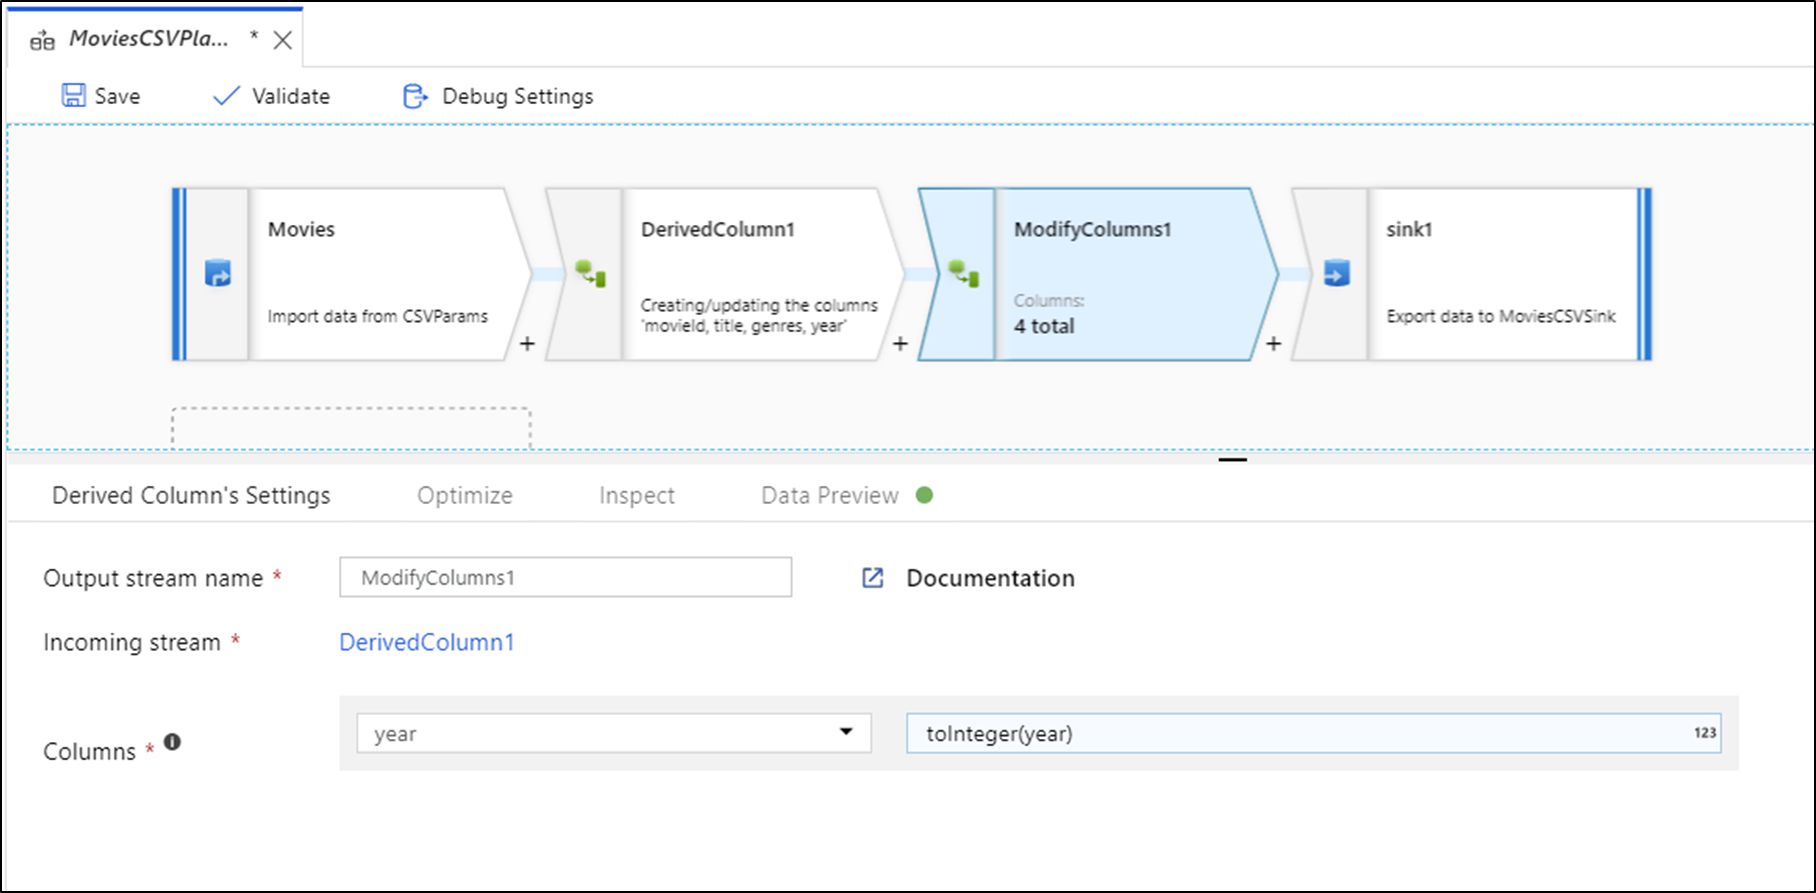 MoviesCSVPla... * 
Save Validate Debug Settings
Movies
Import data from CSVParams
+
DerivedColumn1
Creating/updating the columns
'movieId, title, genres, year'
+
ModifyColumns1
Columns:
4 total
+
sink1
Export data to MoviesCSVSink
Derived Column's Settings Optimize Inspect Data Preview
Output stream name * ModifyColumns1 Documentation
Incoming stream * DerivedColumn1
Columns * year toInteger(year) 123